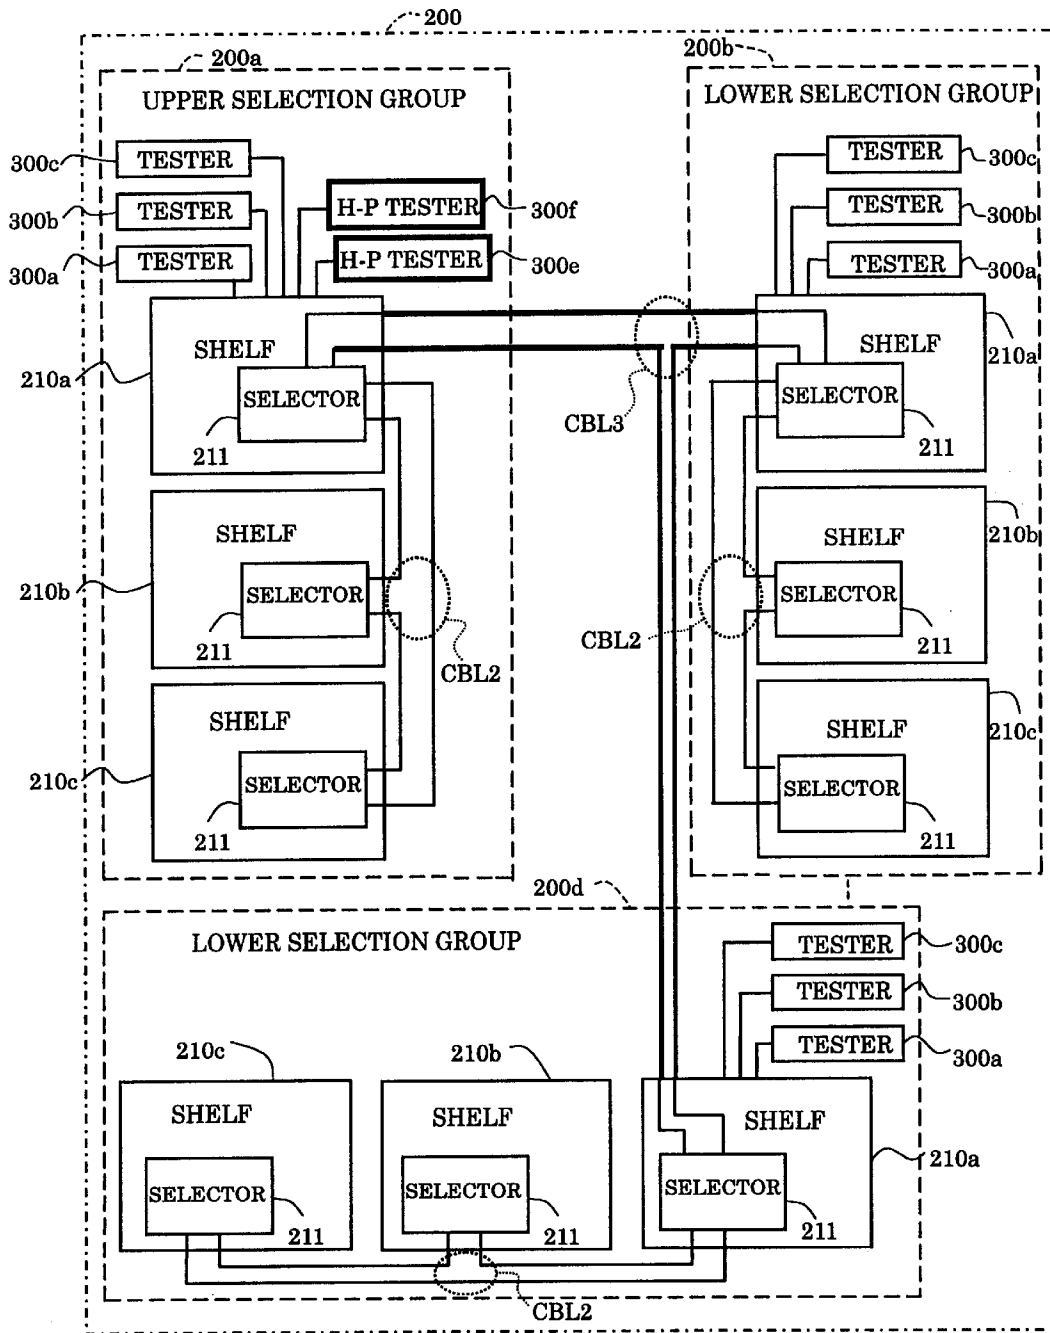 200
200a
UPPER SELECTION GROUP
300c
TESTER
300b
TESTER
300a
TESTER
H-P TESTER
300f
H-P TESTER
300e
SHELF
210a
SELECTOR
211
SHELF
210b
SELECTOR
211
CBL2
SHELF
210c
SELECTOR
211
CBL3
200b
LOWER SELECTION GROUP
TESTER
300c
TESTER
300b
TESTER
300a
SHELF
210a
SELECTOR
211
SHELF
210b
SELECTOR
211
CBL2
SHELF
210c
SELECTOR
211
200d
LOWER SELECTION GROUP
TESTER
300c
TESTER
300b
TESTER
300a
210c
SHELF
SELECTOR
211
210b
SHELF
SELECTOR
211
SHELF
210a
SELECTOR
211
CBL2